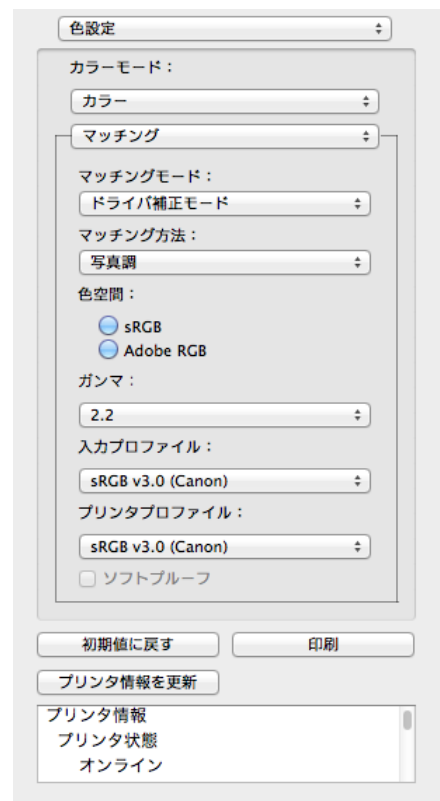 色設定
カラーモード：
カラー
マッチング
マッチングモード：
ドライバ補正モード
マッチング方法：
写真調
色空間：
sRGB
Adobe RGB
ガンマ：
2.2
入力プロファイル：
sRGB v3.0 (Canon)
プリンタプロファイル：
sRGB v3.0 (Canon)
ソフトプルーフ
初期値に戻す 印刷
プリンタ情報を更新
プリンタ情報
プリンタ状態
オンライン